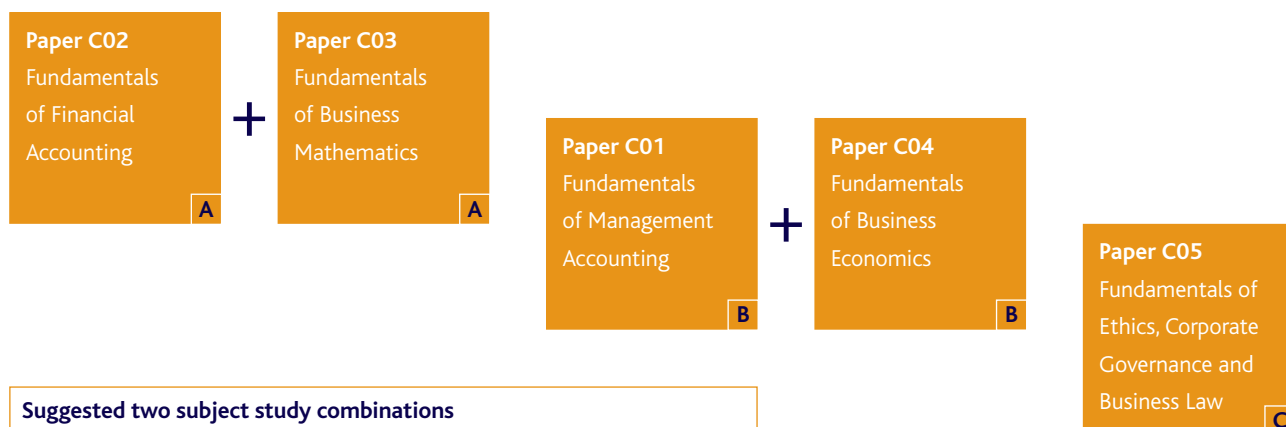 Paper C02
Fundamentals
of Financial
Accounting
A
+
Paper C03
Fundamentals
of Business
Mathematics
A
Paper C01
Fundamentals
of Management
Accounting
B
+
Paper C04
Fundamentals
of Business
Economics
B
Paper C05
Fundamentals of
Ethics, Corporate
Governance and
Business Law
C
Suggested two subject study combinations